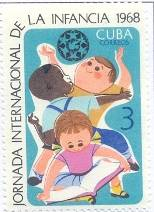 JORNADA INTERNACIONAL DE
LA INFANCIA 1968
CUBA
CORREOS
3